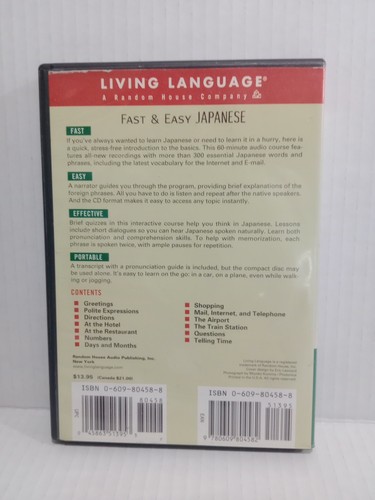 LIVING LANGUAGE®
A Random House Company
FAST & EASY JAPANESE
FAST
If you've always wanted to learn Japanese or need to learn it in a hurry, here is
a quick, stress-free introduction to the basics. This 60-minute audio course fea-
tures all-new recordings with more than 300 essential Japanese words and
phrases, including the latest vocabulary for the Internet and E-mail.
EASY
A narrator guides you through the program, providing brief explanations of the
foreign phrases. All you have to do is listen and repeat after the native speakers.
And the CD format makes it easy to access any topic instantly.
EFFECTIVE
Brief quizzes in this interactive course help you think in Japanese. Lessons
include short dialogues so you can hear Japanese spoken naturally. Learn both
pronunciation and comprehension skills. To help with memorization, each
phrase is spoken twice, with ample pauses for repetition.
PORTABLE
A transcript with a pronunciation guide is included, but the compact disc may
be used alone. It's easy to learn on the go: in a car, on a plane, even while walk-
ing or jogging.
CONTENTS
Greetings
Polite Expressions
Directions
At the Hotel
At the Restaurant
Numbers
Days and Months
Shopping
Mail, Internet, and Telephone
The Airport
The Train Station
Questions
Telling Time
Random House Audio Publishing, Inc.
New York
www.livinglanguage.com
$13.95 (Canada $21.00)
ISBN 0-609-80458-8
80458
ISBN 0-609-80458-8
51395
9 780609 804582